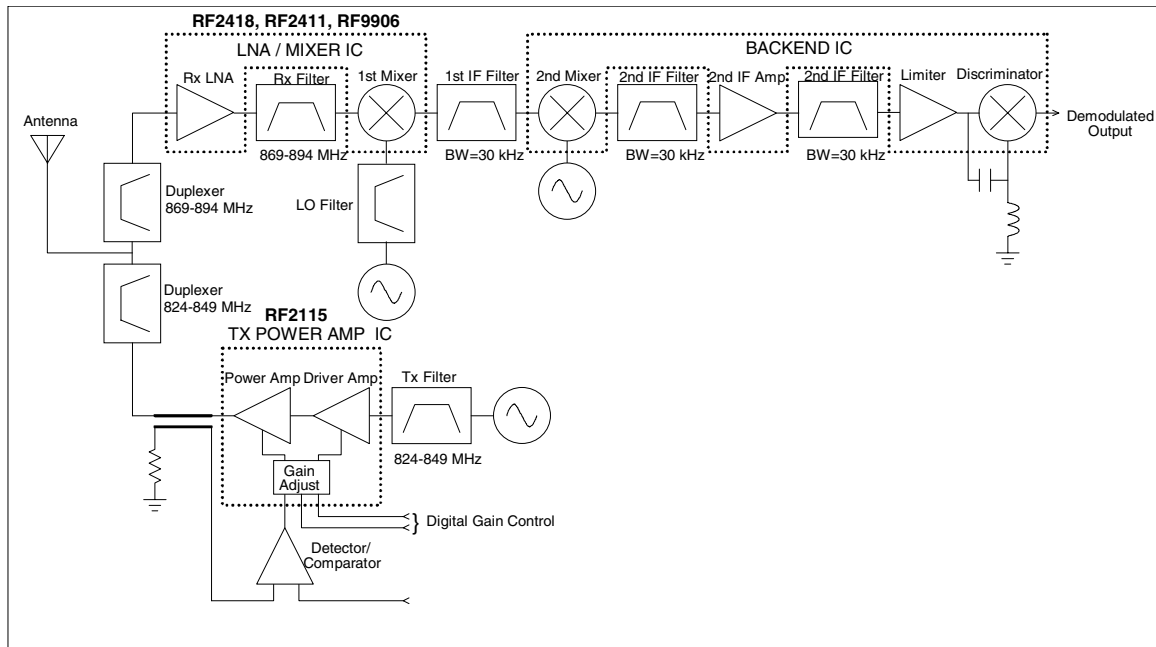 RF2418, RF2411, RF9906
LNA / MIXER IC
BACKEND IC
Rx LNA
Rx Filter
1st Mixer
1st IF Filter
2nd Mixer
2nd IF Filter
2nd IF Amp
2nd IF Filter
Limiter
Discriminator
Antenna
Demodulated
Output
869-894 MHz
BW=30 kHz
BW=30 kHz
BW=30 kHz
Duplexer
869-894 MHz
LO Filter
Duplexer
824-849 MHz
RF2115
TX POWER AMP IC
Power Amp
Driver Amp
Tx Filter
824-849 MHz
Gain
Adjust
} Digital Gain Control
Detector/
Comparator